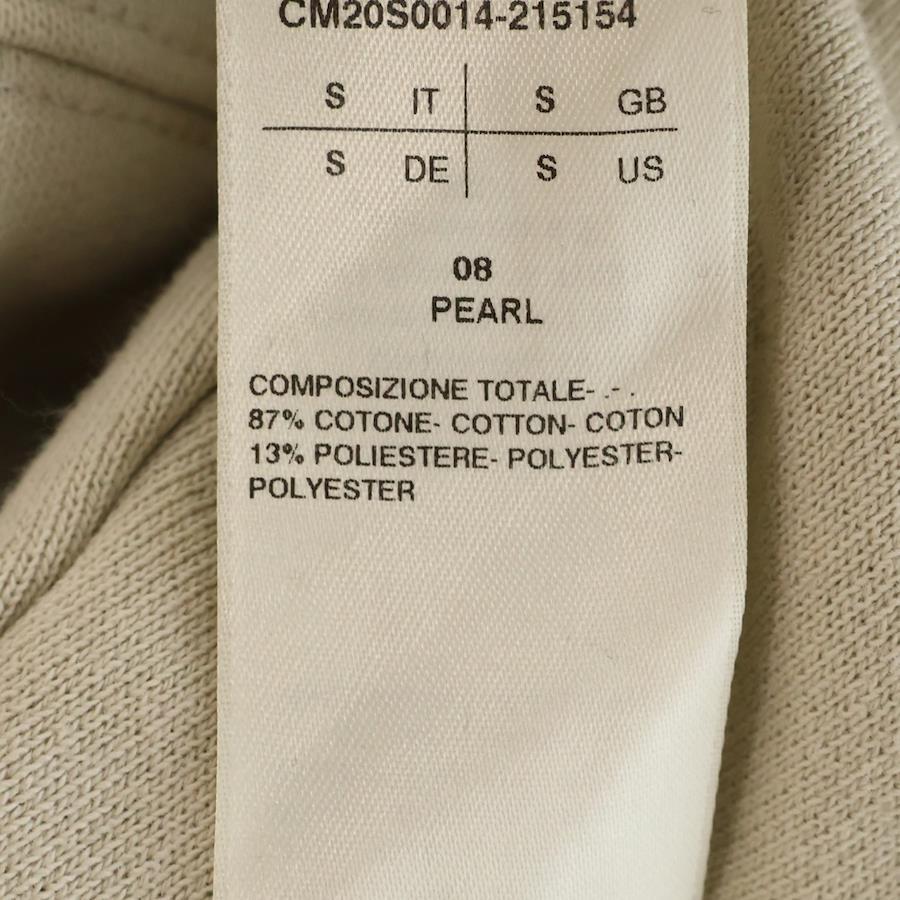 CM20S0014-215154
S IT S GB
S DE S US
08
PEARL
COMPOSIZIONE TOTALE- .- .
87% COTONE- COTTON- COTON
13% POLIESTERE- POLYESTER-
POLYESTER